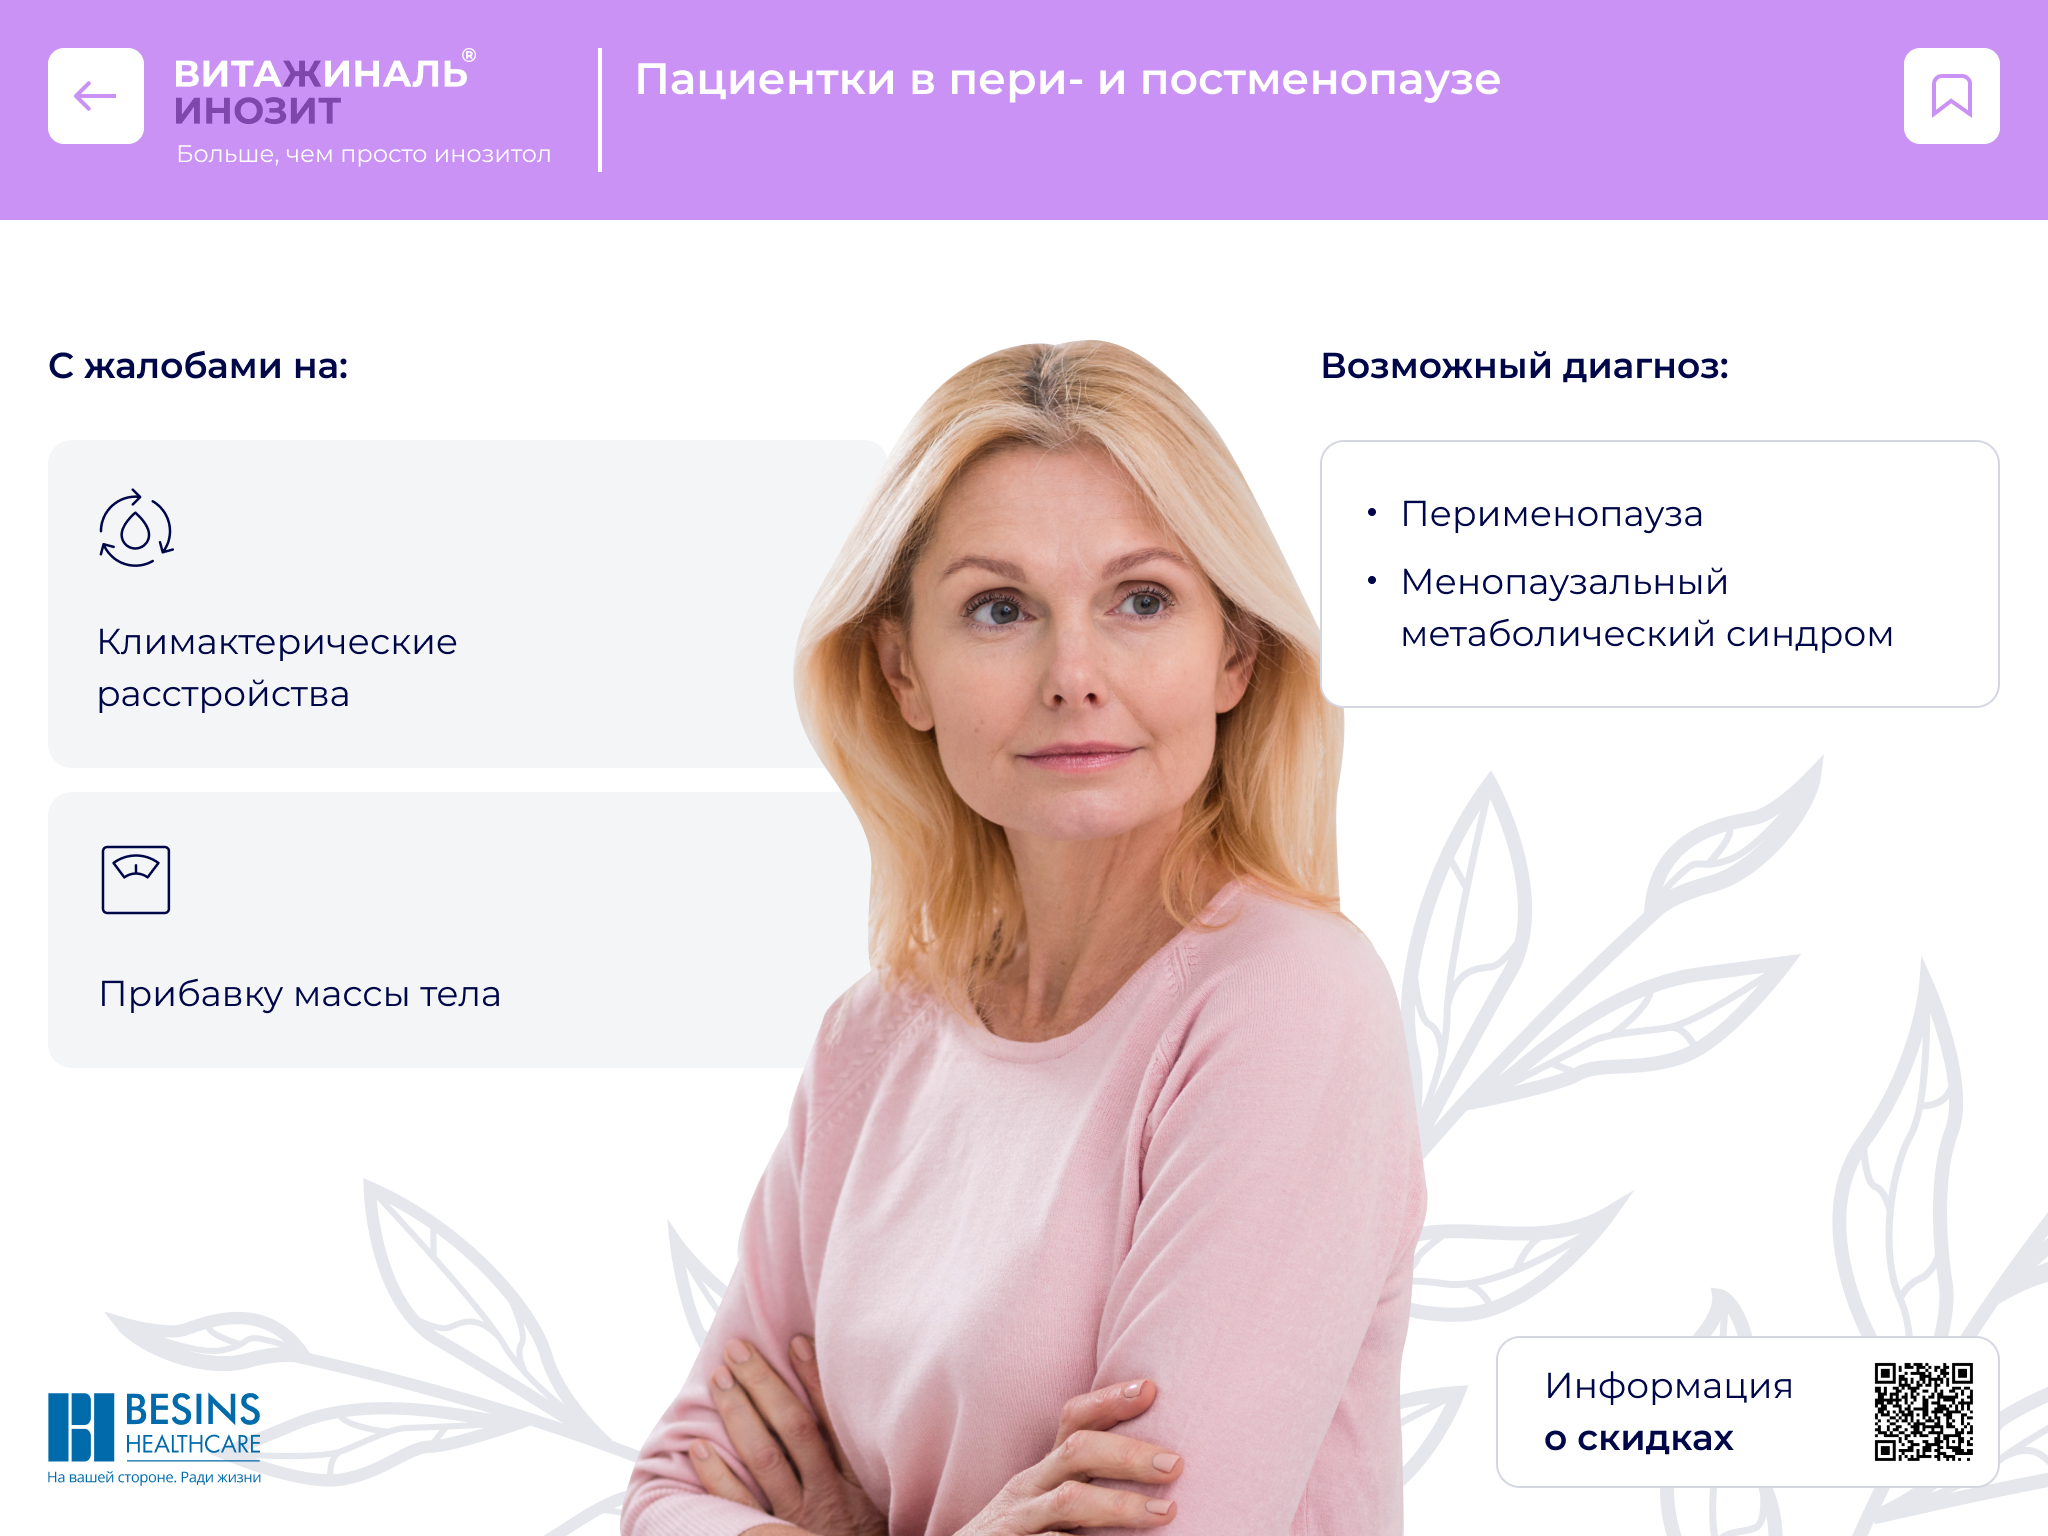 ВИТАЖИНАЛЬ®
ИНОЗИТ
Больше, чем просто инозитол
Пациентки в пери- и постменопаузе
С жалобами на:
Климактерические
расстройства
Прибавку массы тела
Возможный диагноз:
• Перименопауза
• Менопаузальный
метаболический синдром
BESINS
HEALTHCARE
На вашей стороне. Ради жизни
Информация
о скидках